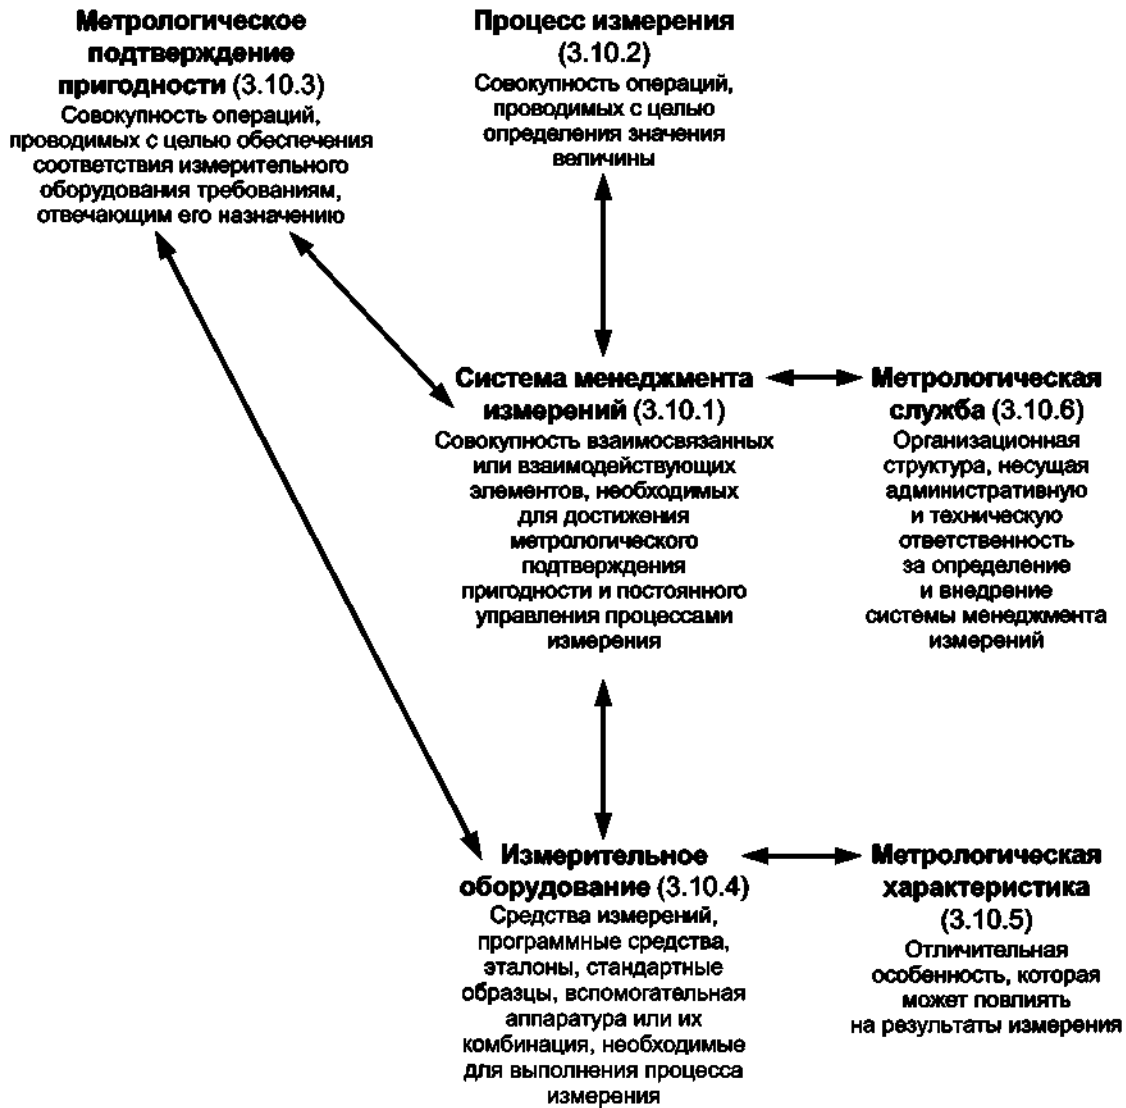 Метрологическое
подтверждение
пригодности (3.10.3)
Совокупность операций,
проводимых с целью обеспечения
соответствия измерительного
оборудования требованиям,
отвечающим его назначению
Процесс измерения
(3.10.2)
Совокупность операций,
проводимых с целью
определения значения
величины
Система менеджмента
измерений (3.10.1)
Совокупность взаимосвязанных
или взаимодействующих
элементов, необходимых
для достижения
метрологического
подтверждения
пригодности и постоянного
управления процессами
измерения
Метрологическая
служба (3.10.6)
Организационная
структура, несущая
административную
и техническую
ответственность
за определение
и внедрение
системы менеджмента
измерений
Измерительное
оборудование (3.10.4)
Средства измерений,
программные средства,
эталоны, стандартные
образцы, вспомогательная
аппаратура или их
комбинация, необходимые
для выполнения процесса
измерения
Метрологическая
характеристика
(3.10.5)
Отличительная
особенность, которая
может повлиять
на результаты измерения